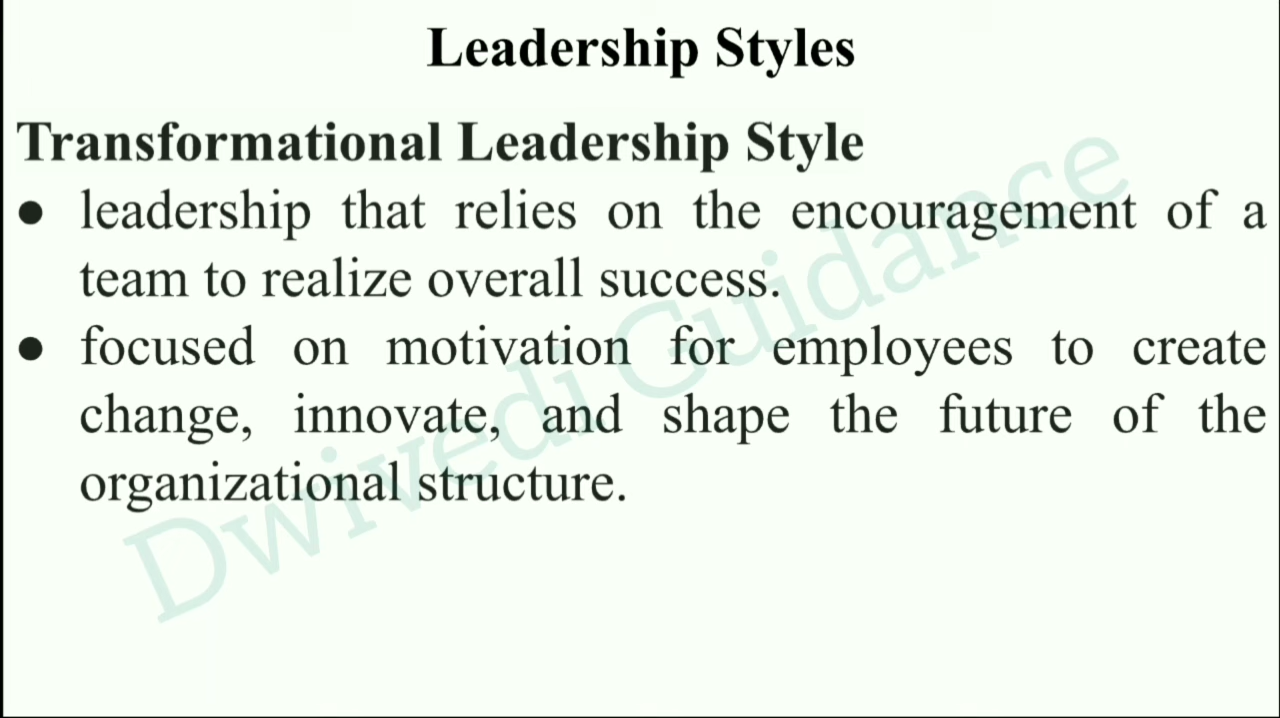 Leadership Styles
Transformational Leadership Style
● leadership that relies on the encouragement of a
team to realize overall success.
● focused on motivation for employees to create
change, innovate, and shape the future of the
organizational structure.
Dwivedi Guidance